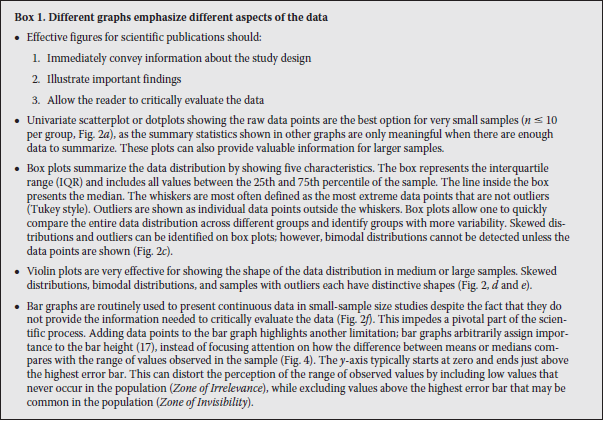 Box 1. Different graphs emphasize different aspects of the data
• Effective figures for scientific publications should:
1. Immediately convey information about the study design
2. Illustrate important findings
3. Allow the reader to critically evaluate the data
• Univariate scatterplot or dotplots showing the raw data points are the best option for very small samples (n ≤ 10
per group, Fig. 2a), as the summary statistics shown in other graphs are only meaningful when there are enough
data to summarize. These plots can also provide valuable information for larger samples.
• Box plots summarize the data distribution by showing five characteristics. The box represents the interquartile
range (IQR) and includes all values between the 25th and 75th percentile of the sample. The line inside the box
presents the median. The whiskers are most often defined as the most extreme data points that are not outliers
(Tukey style). Outliers are shown as individual data points outside the whiskers. Box plots allow one to quickly
compare the entire data distribution across different groups and identify groups with more variability. Skewed dis-
tributions and outliers can be identified on box plots; however, bimodal distributions cannot be detected unless the
data points are shown (Fig. 2c).
• Violin plots are very effective for showing the shape of the data distribution in medium or large samples. Skewed
distributions, bimodal distributions, and samples with outliers each have distinctive shapes (Fig. 2, d and e).
• Bar graphs are routinely used to present continuous data in small-sample size studies despite the fact that they do
not provide the information needed to critically evaluate the data (Fig. 2f). This impedes a pivotal part of the scien-
tific process. Adding data points to the bar graph highlights another limitation; bar graphs arbitrarily assign impor-
tance to the bar height (17), instead of focusing attention on how the difference between means or medians com-
pares with the range of values observed in the sample (Fig. 4). The y-axis typically starts at zero and ends just above
the highest error bar. This can distort the perception of the range of observed values by including low values that
never occur in the population (Zone of Irrelevance), while excluding values above the highest error bar that may be
common in the population (Zone of Invisibility).